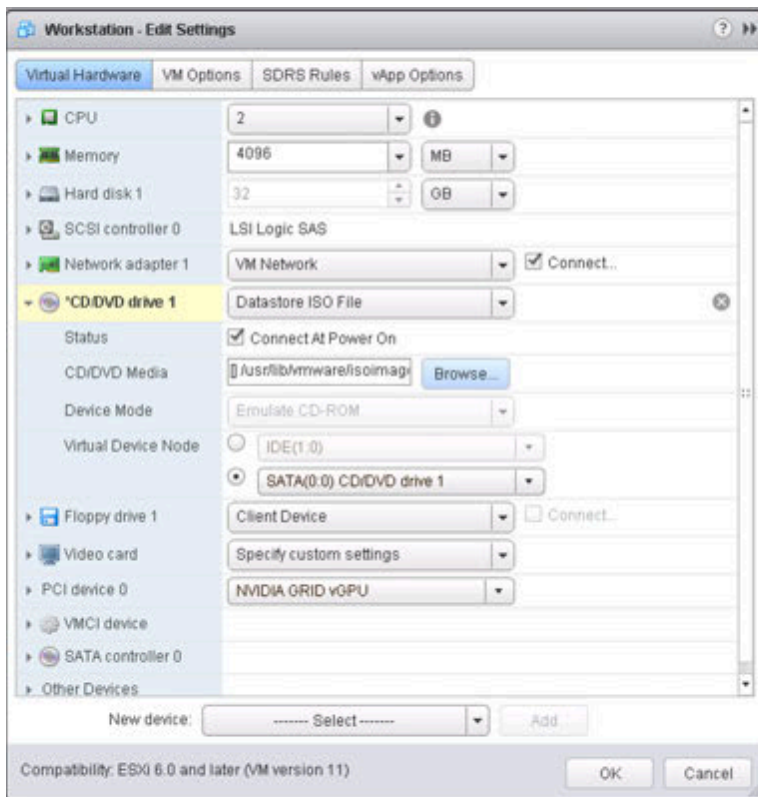 Workstation - Edit Settings
Virtual Hardware VM Options SDRS Rules vApp Options
CPU 2
Memory 4096 MB
Hard disk 1 32 GB
SCSI controller 0 LSI Logic SAS
Network adapter 1 VM Network Connect...
*CD/DVD drive 1 Datastore ISO File
Status Connect At Power On
CD/DVD Media [] /usr/lib/vmware/isoimag Browse...
Device Mode Emulate CD-ROM
Virtual Device Node IDE(1:0)
SATA(0:0) CD/DVD drive 1
Floppy drive 1 Client Device Connect...
Video card Specify custom settings
PCI device 0 NVIDIA GRID vGPU
VMCI device
SATA controller 0
Other Devices
New device: ------- Select ------- Add
Compatibility: ESXi 6.0 and later (VM version 11) OK Cancel